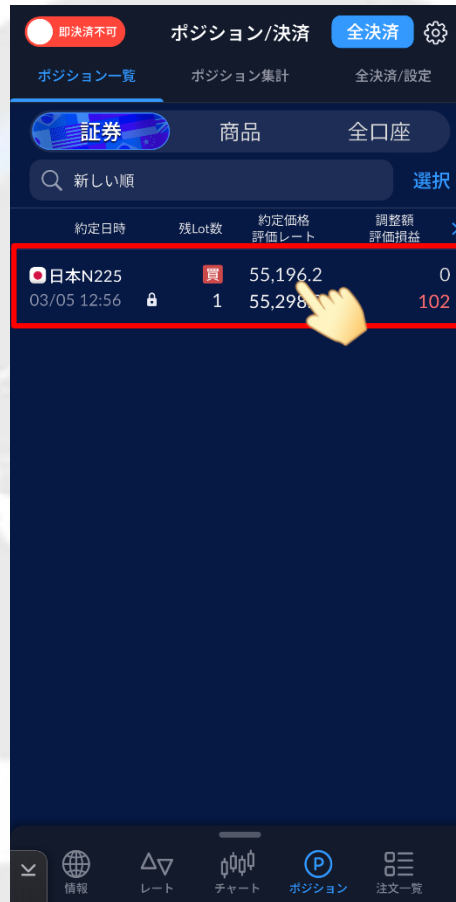 即決済不可 ポジション/決済 全決済
ポジション一覧 ポジション集計 全決済/設定
証券 商品 全口座
新しい順 選択
約定日時 残Lot数 約定価格 調整額
評価レート 評価損益
日本N225 買 55,196.2 0
03/05 12:56 1 55,298. 102
情報 レート チャート ポジション 注文一覧